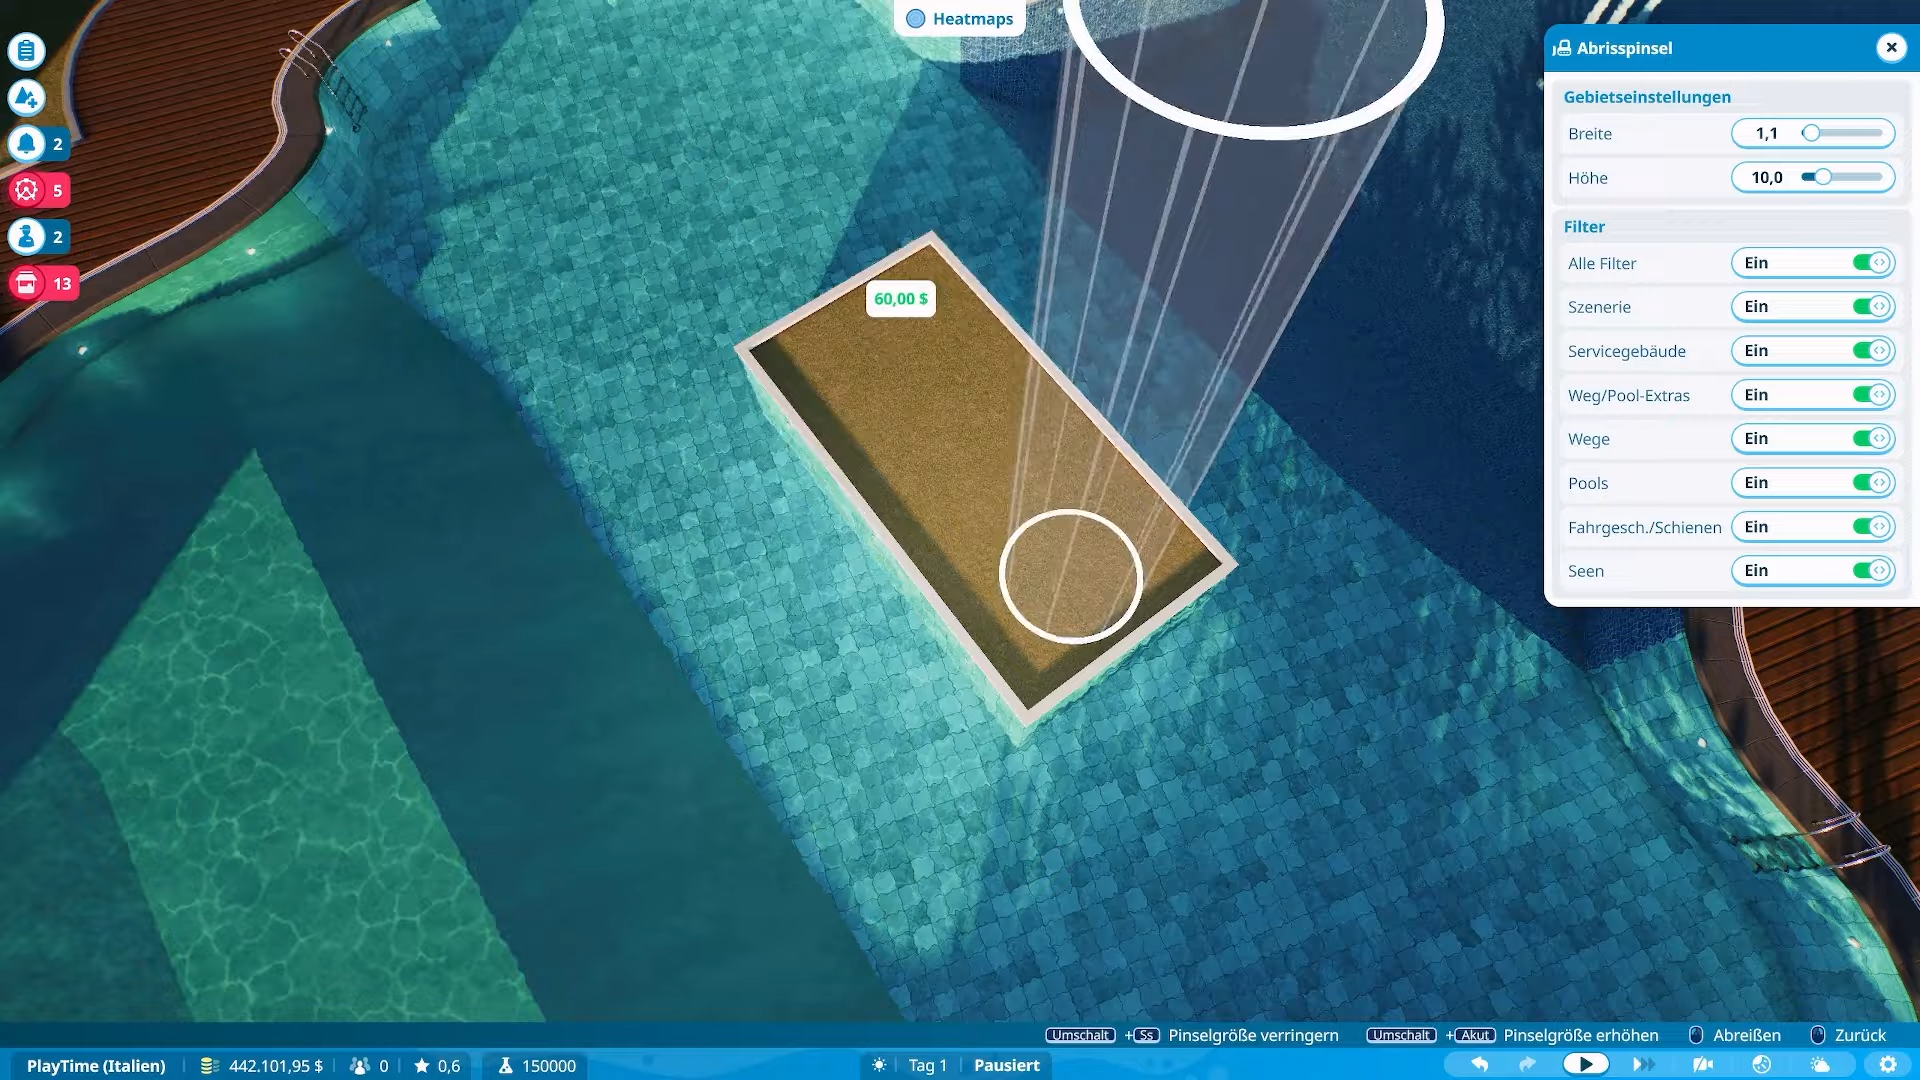 Heatmaps
Abrisspinsel
Gebietseinstellungen
Breite 1,1
Höhe 10,0
Filter
Alle Filter Ein
Szenerie Ein
Servicegebäude Ein
Weg/Pool-Extras Ein
Wege Ein
Pools Ein
Fahrgesch./Schienen Ein
Seen Ein
2
5
2
13
60,00 $
Umschalt +Ss Pinselgröße verringern Umschalt +Akut Pinselgröße erhöhen Abreißen Zurück
PlayTime (Italien) 442.101,95 $ 0 0,6 150000 Tag 1 Pausiert